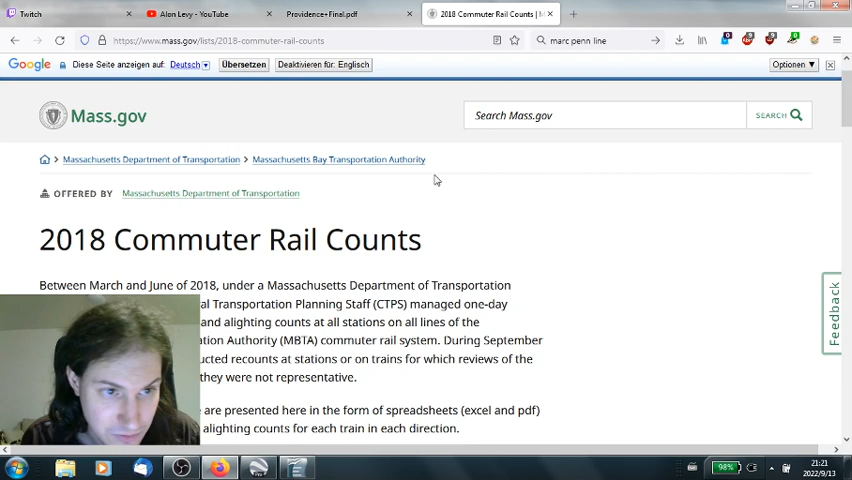 Twitch
Alon Levy - YouTube
Providence+Final.pdf
2018 Commuter Rail Counts | M
https://www.mass.gov/lists/2018-commuter-rail-counts
marc penn line
Google
Diese Seite anzeigen auf:
Deutsch
Übersetzen
Deaktivieren für: Englisch
Optionen
Mass.gov
Search Mass.gov
SEARCH
Massachusetts Department of Transportation > Massachusetts Bay Transportation Authority
OFFERED BY Massachusetts Department of Transportation
2018 Commuter Rail Counts
Between March and June of 2018, under a Massachusetts Department of Transportation
al Transportation Planning Staff (CTPS) managed one-day
and alighting counts at all stations on all lines of the
ation Authority (MBTA) commuter rail system. During September
ucted recounts at stations or on trains for which reviews of the
they were not representative.
e are presented here in the form of spreadsheets (excel and pdf)
alighting counts for each train in each direction.
Feedback
98%
21:21
2022/9/13